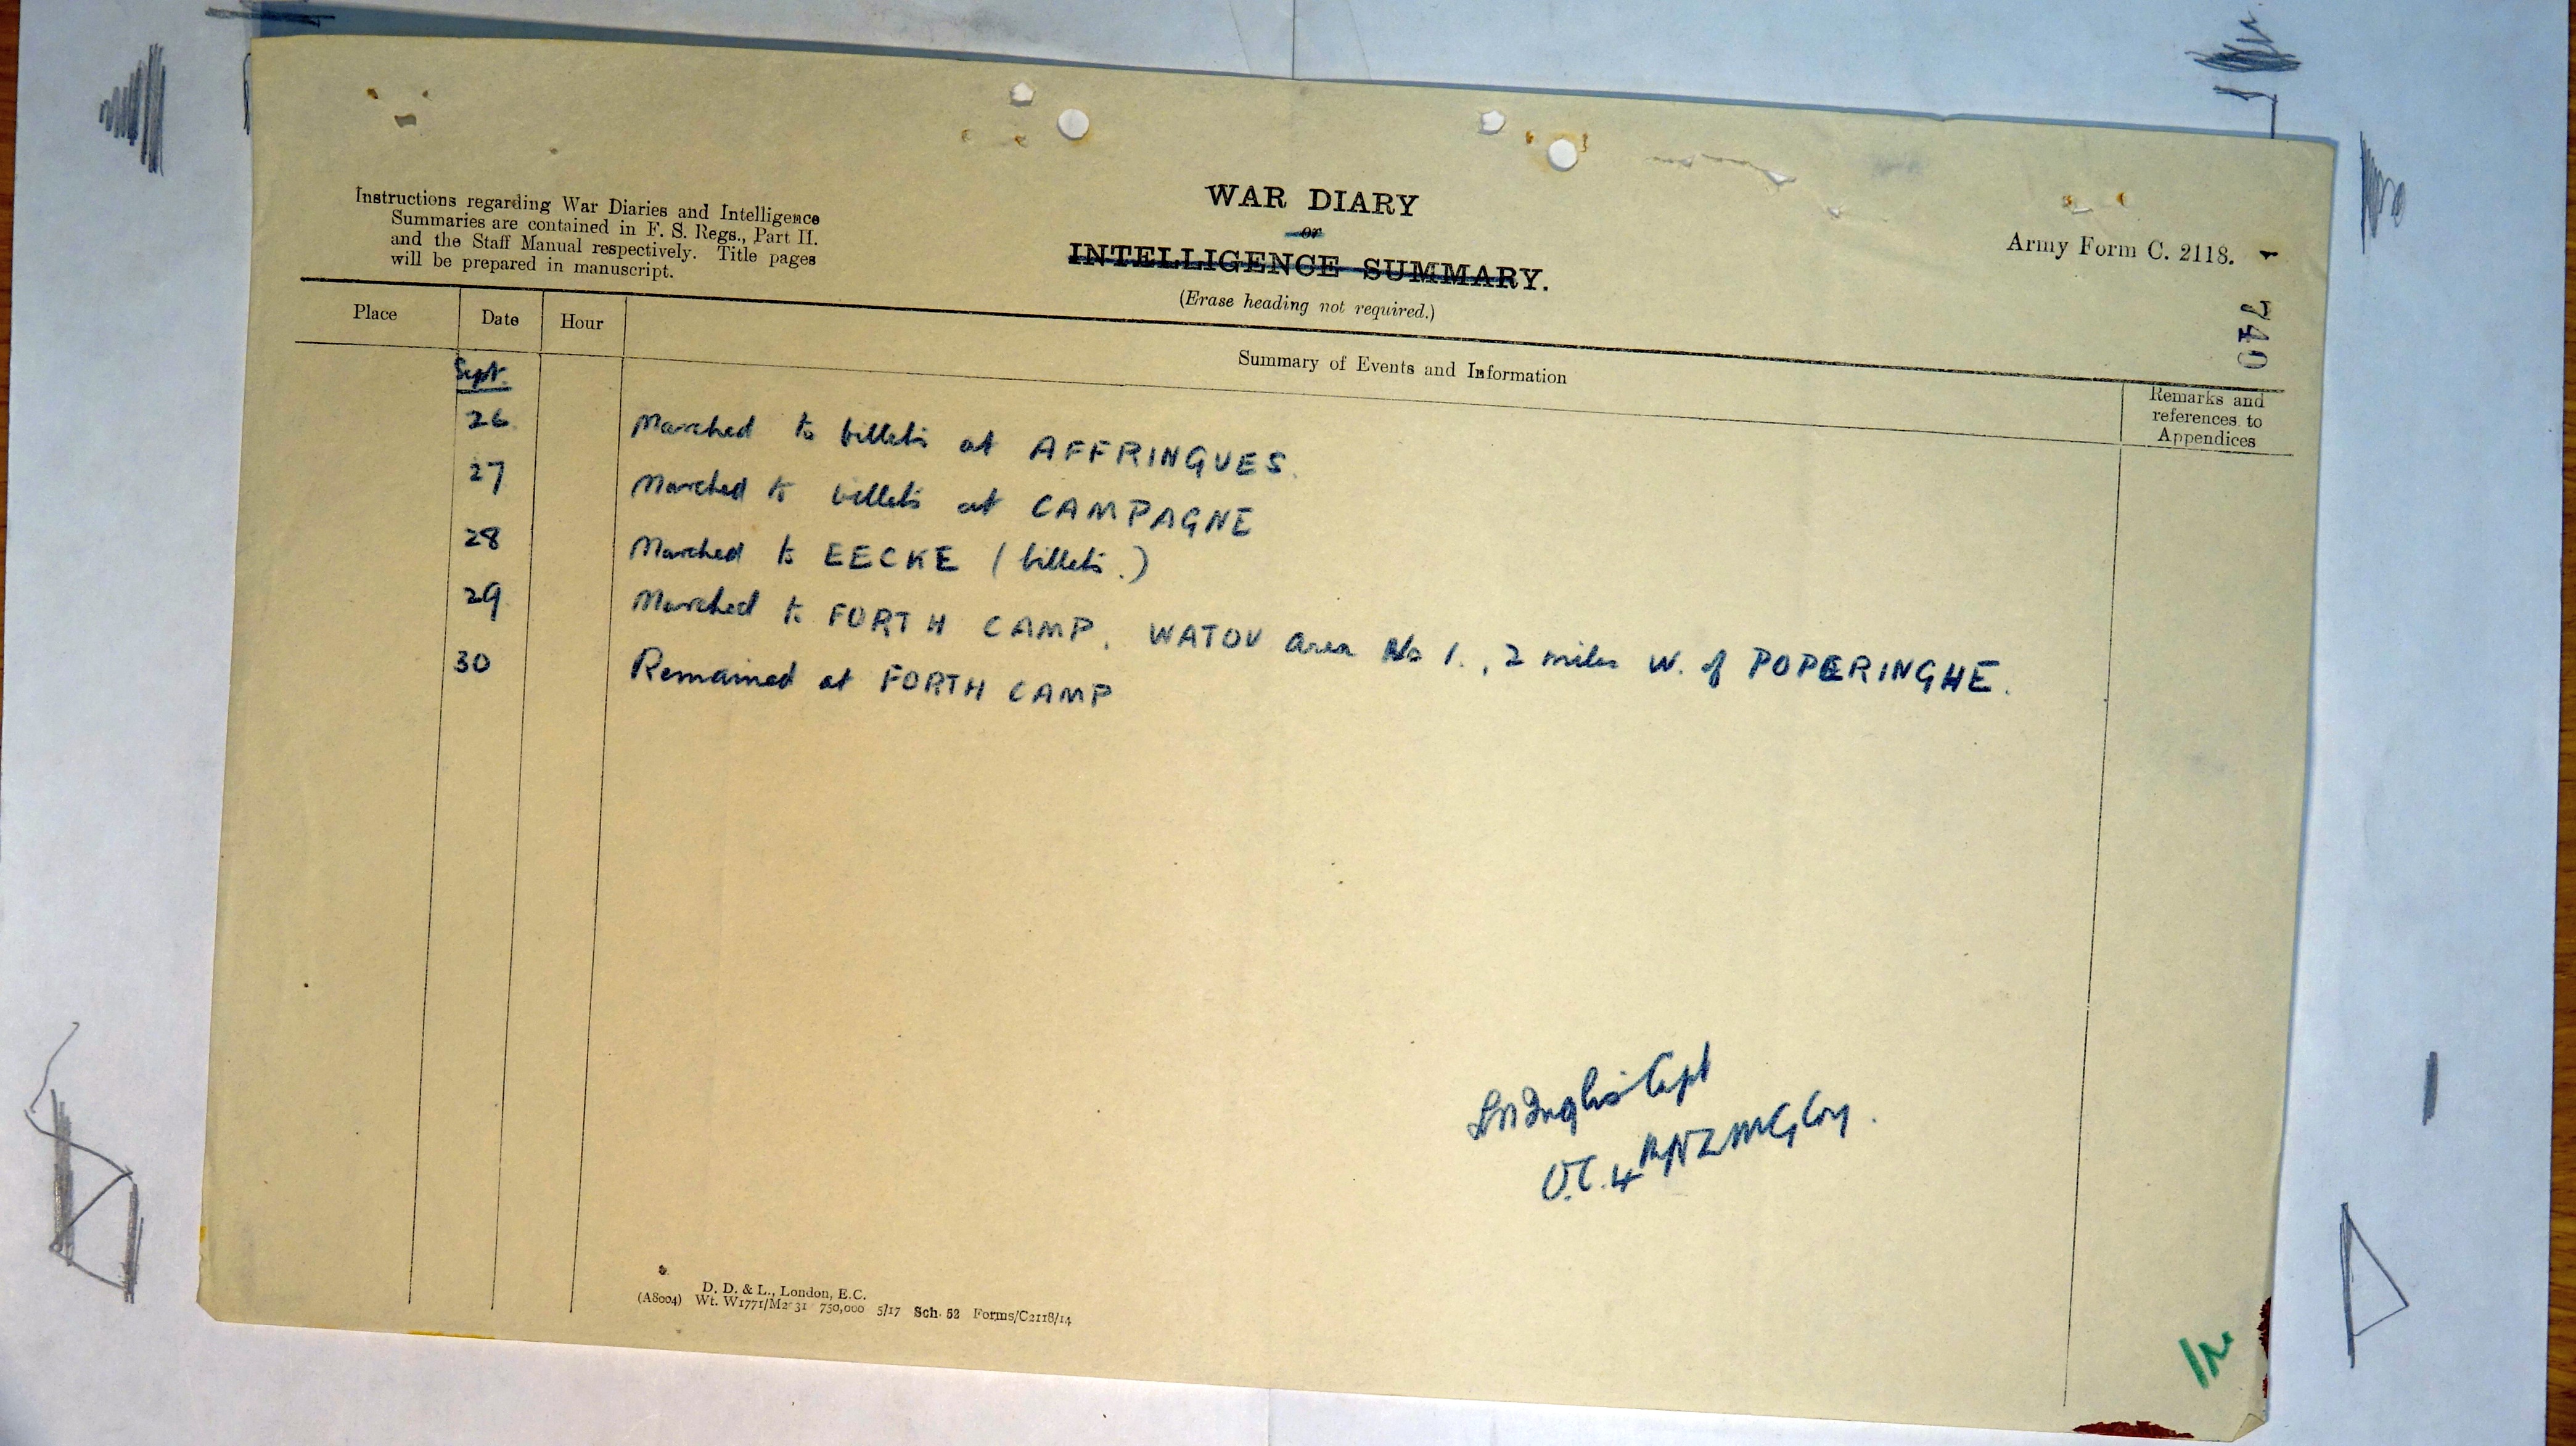 Instructions regarding War Diaries and Intelligence
Summaries are contained in F. S. Regs., Part II.
and the Staff Manual respectively. Title pages
will be prepared in manuscript.
WAR DIARY
or
INTELLIGENCE SUMMARY.
(Erase heading not required.)
Army Form C. 2118.
740
Place Date Hour Summary of Events and Information Remarks and
references to
Appendices
Sept.
26 Marched to billets at AFFRINGUES.
27 Marched to billets at CAMPAGNE
28 Marched to EECKE (billets.)
29 Marched to FORTH CAMP. WATOU area No 1., 2 miles W. of POPERINGHE.
30 Remained at FORTH CAMP
Inglis Capt
O.C. 4th NZ MG Coy.
D. D. & L., London, E.C.
(A8004) Wt. W1771/M2 31 750,000 5/17 Sch. 52 Forms/C2118/14